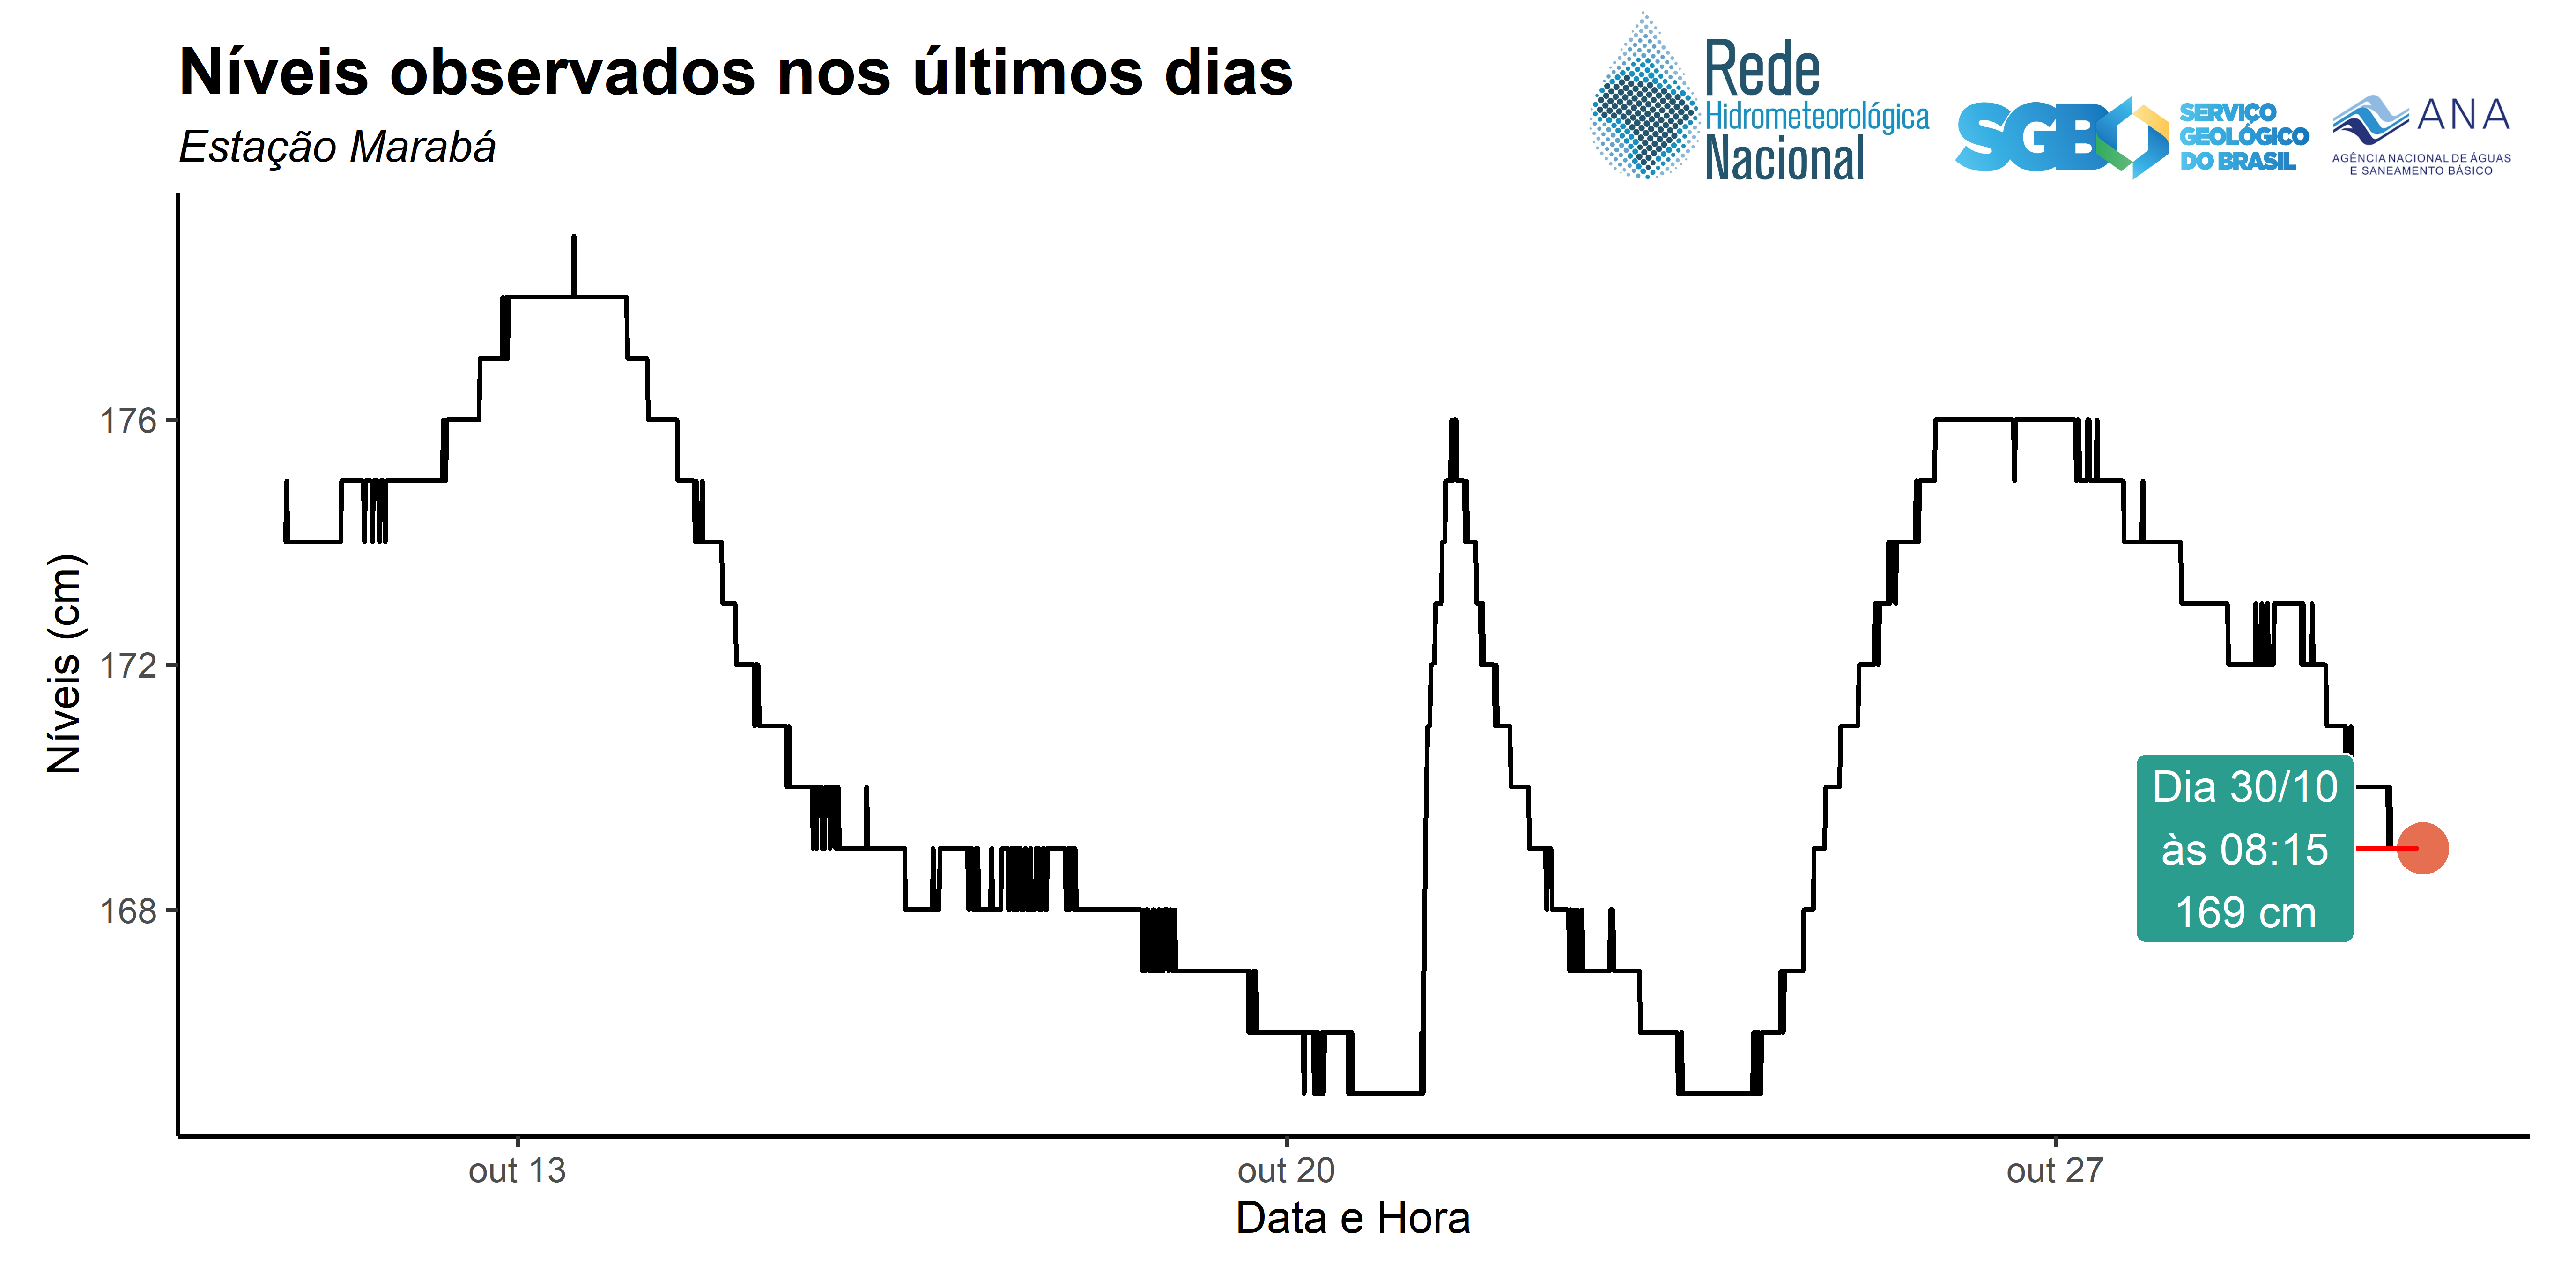 Níveis observados nos últimos dias
Estação Marabá
Rede
Hidrometeorológica
Nacional
SGB
SERVIÇO
GEOLÓGICO
DO BRASIL
ANA
AGÊNCIA NACIONAL DE ÁGUAS
E SANEAMENTO BÁSICO
Níveis (cm)
176
172
168
Dia 30/10
às 08:15
169 cm
out 13
out 20
out 27
Data e Hora